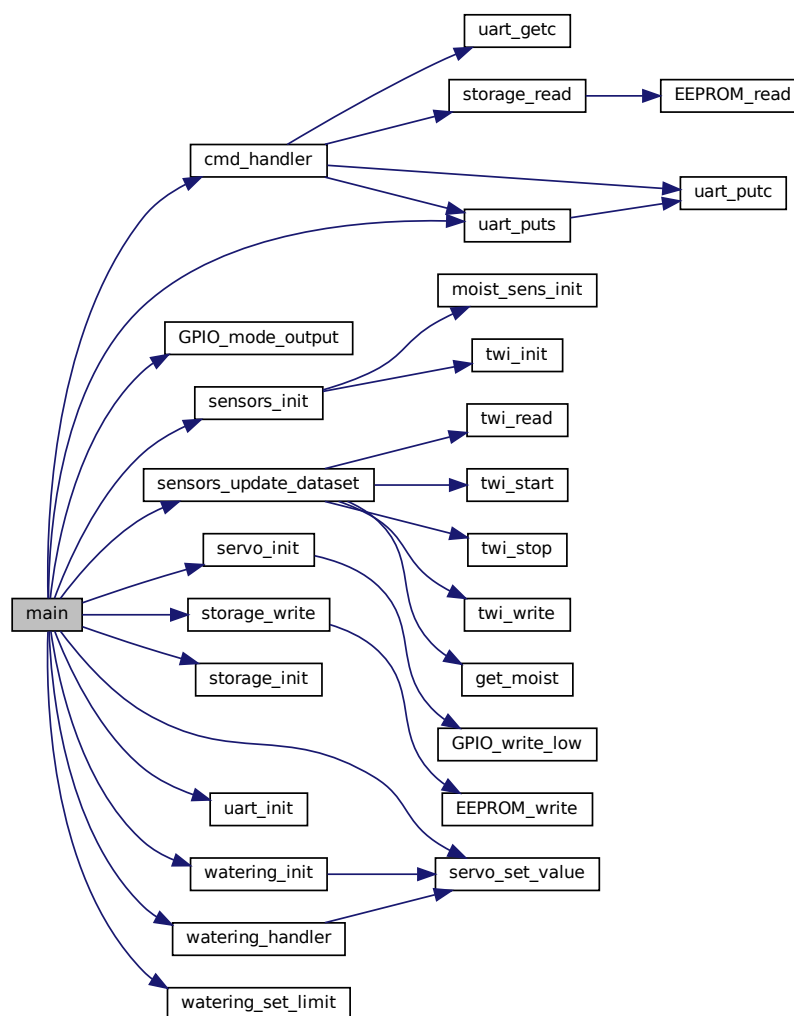 uart_getc
storage_read
EEPROM_read
cmd_handler
uart_putc
uart_puts
moist_sens_init
GPIO_mode_output
twi_init
sensors_init
twi_read
sensors_update_dataset
twi_start
servo_init
twi_stop
main
storage_write
twi_write
storage_init
get_moist
GPIO_write_low
uart_init
EEPROM_write
watering_init
servo_set_value
watering_handler
watering_set_limit